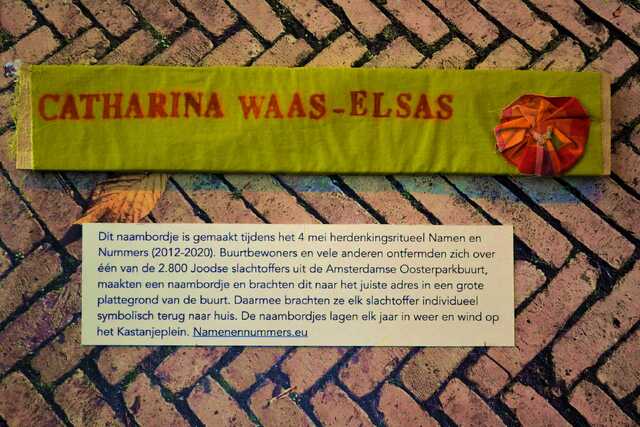 CATHARINA WAAS-ELSAS
Dit naambordje is gemaakt tijdens het 4 mei herdenkingsritueel Namen en
Nummers (2012-2020). Buurtbewoners en vele anderen ontfermden zich over
één van de 2.800 Joodse slachtoffers uit de Amsterdamse Oosterparkbuurt,
maakten een naambordje en brachten dit naar het juiste adres in een grote
plattegrond van de buurt. Daarmee brachten ze elk slachtoffer individueel
symbolisch terug naar huis. De naambordjes lagen elk jaar in weer en wind op
het Kastanjeplein. Namenennummers.eu